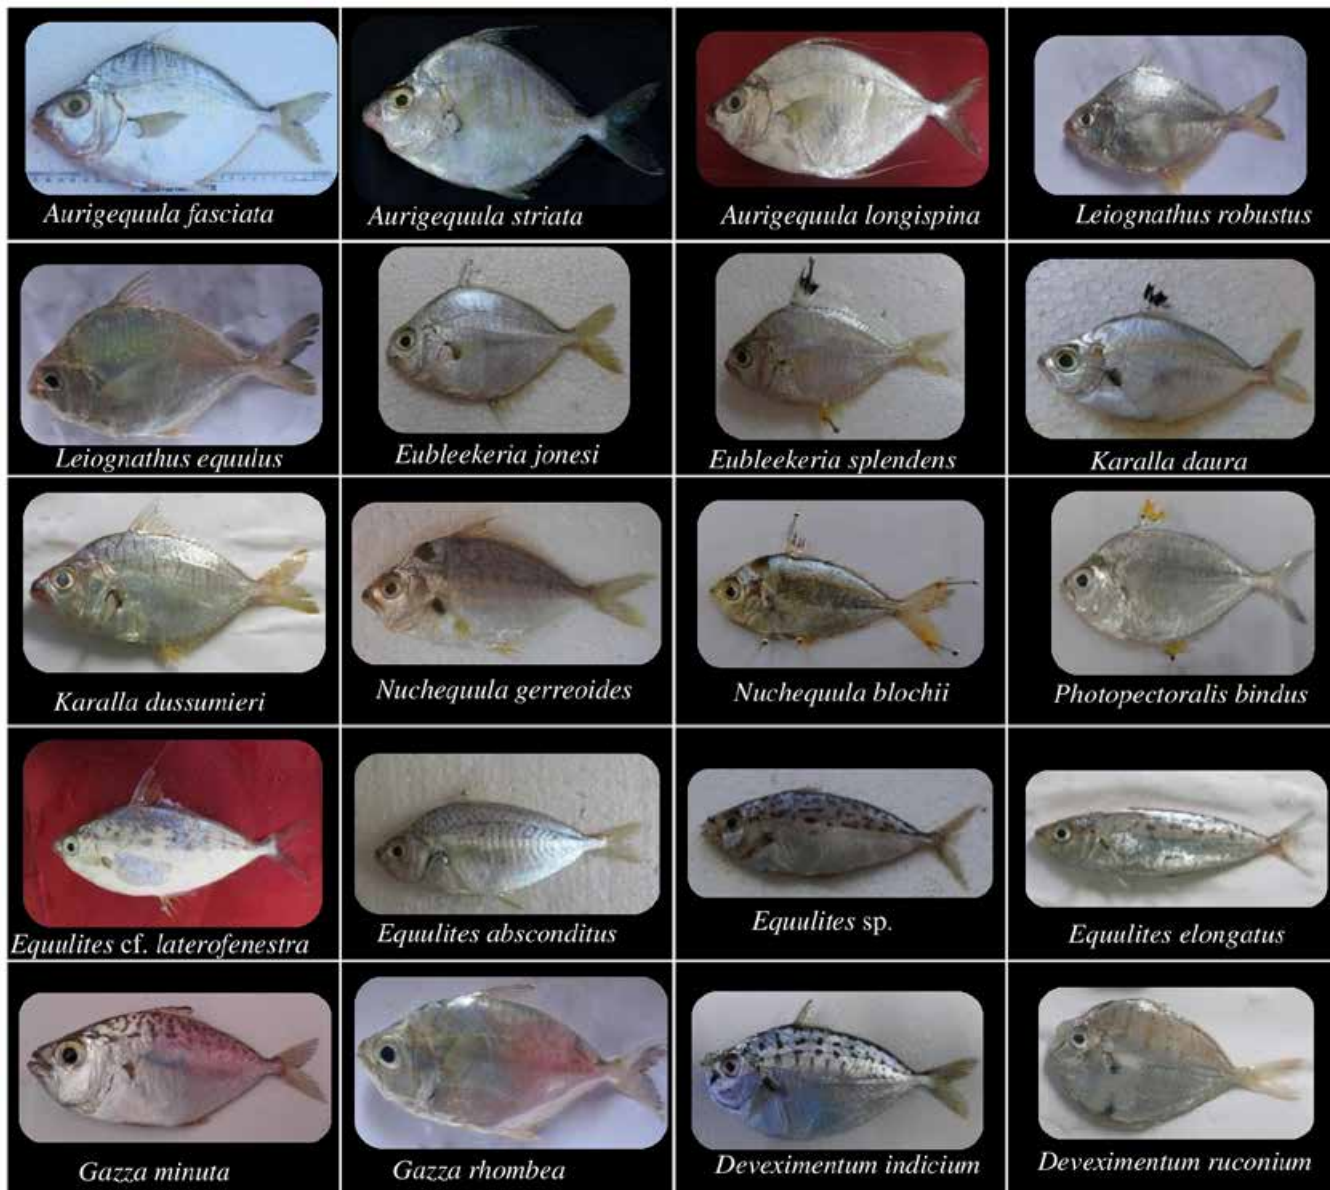 Aurigequula fasciata
Aurigequula striata
Aurigequula longispina
Leiognathus robustus
Leiognathus equulus
Eubleekeria jonesi
Eubleekeria splendens
Karalla daura
Karalla dussumieri
Nuchequula gerreoides
Nuchequula blochii
Photopectoralis bindus
Equulites cf. laterofenestra
Equulites absconditus
Equulites sp.
Equulites elongatus
Gazza minuta
Gazza rhombea
Deveximentum indicium
Deveximentum ruconium